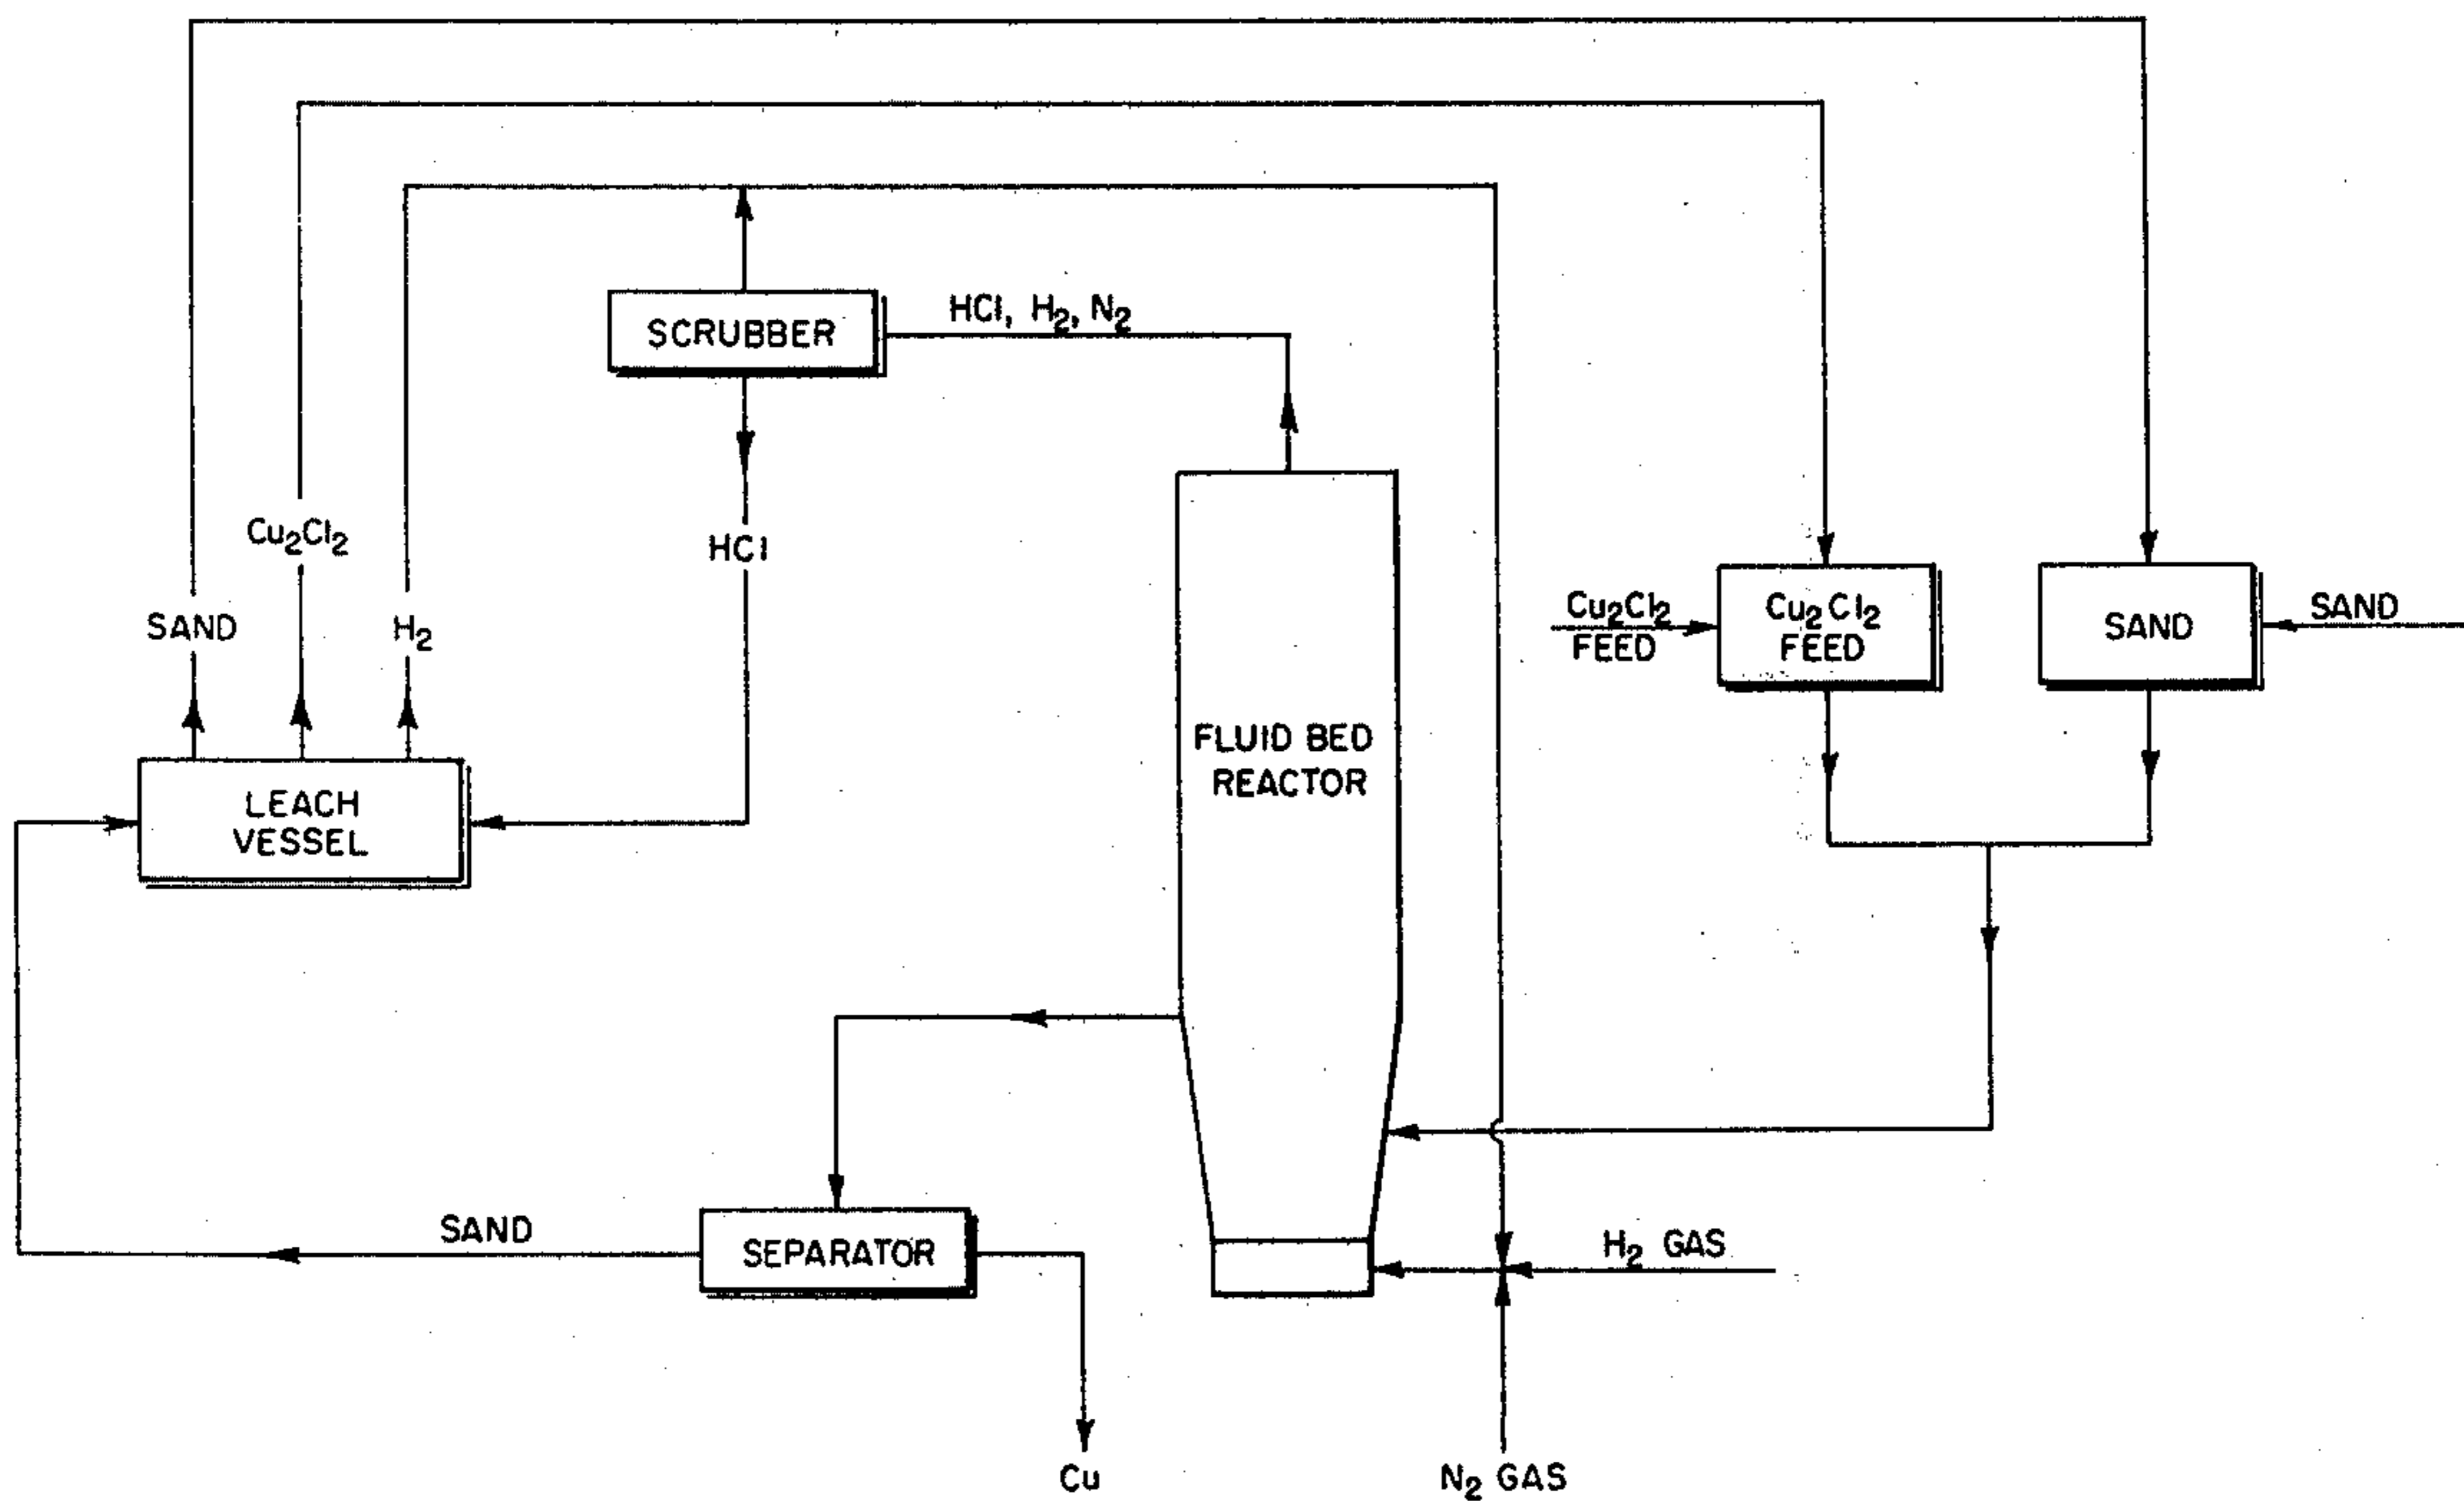 HCl, H₂, N₂
SCRUBBER
Cu₂Cl₂
HCl
SAND
H₂
Cu₂Cl₂
FEED
Cu₂Cl₂
FEED
SAND
SAND
FLUID BED
REACTOR
LEACH
VESSEL
SAND
SEPARATOR
H₂ GAS
Cu
N₂ GAS